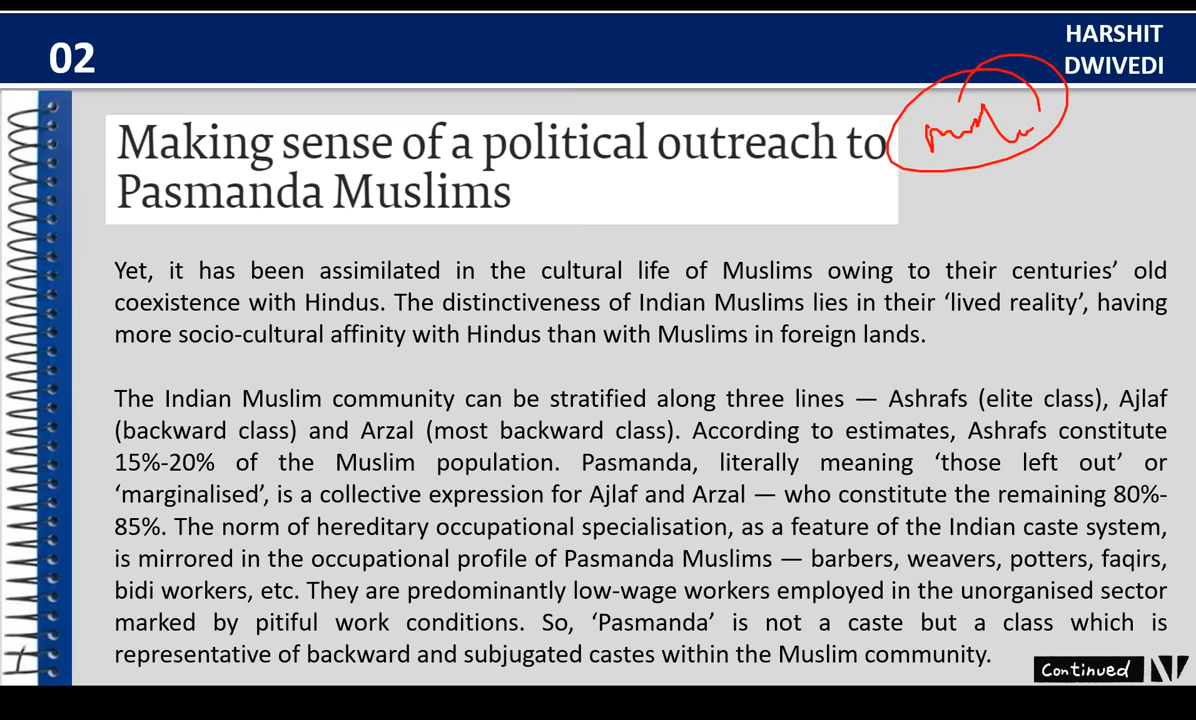 02
HARSHIT
DWIVEDI
Making sense of a political outreach to
Pasmanda Muslims
Yet, it has been assimilated in the cultural life of Muslims owing to their centuries’ old
coexistence with Hindus. The distinctiveness of Indian Muslims lies in their ‘lived reality’, having
more socio-cultural affinity with Hindus than with Muslims in foreign lands.
The Indian Muslim community can be stratified along three lines — Ashrafs (elite class), Ajlaf
(backward class) and Arzal (most backward class). According to estimates, Ashrafs constitute
15%-20% of the Muslim population. Pasmanda, literally meaning ‘those left out’ or
‘marginalised’, is a collective expression for Ajlaf and Arzal — who constitute the remaining 80%-
85%. The norm of hereditary occupational specialisation, as a feature of the Indian caste system,
is mirrored in the occupational profile of Pasmanda Muslims — barbers, weavers, potters, faqirs,
bidi workers, etc. They are predominantly low-wage workers employed in the unorganised sector
marked by pitiful work conditions. So, ‘Pasmanda’ is not a caste but a class which is
representative of backward and subjugated castes within the Muslim community.
Continued